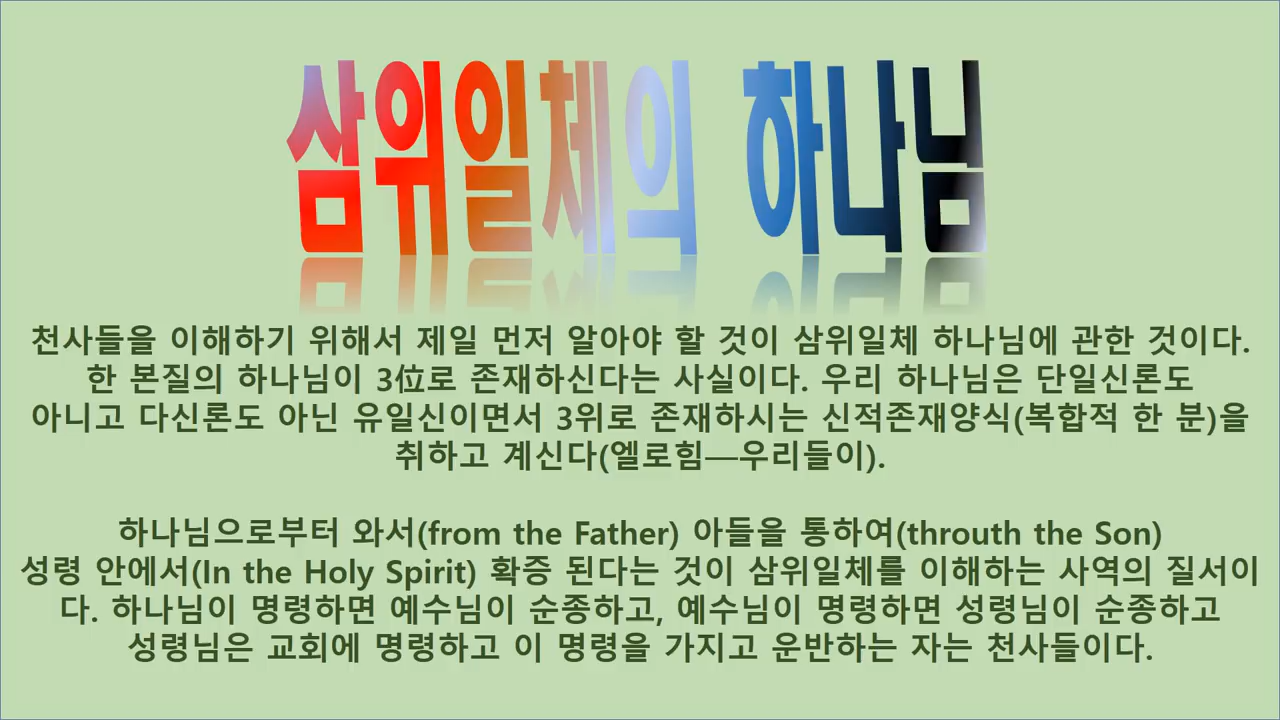 삼위일체의 하나님
천사들을 이해하기 위해서 제일 먼저 알아야 할 것이 삼위일체 하나님에 관한 것이다.
한 본질의 하나님이 3位로 존재하신다는 사실이다. 우리 하나님은 단일신론도
아니고 다신론도 아닌 유일신이면서 3위로 존재하시는 신적존재양식(복합적 한 분)을
취하고 계신다(엘로힘—우리들이).
하나님으로부터 와서(from the Father) 아들을 통하여(throuth the Son)
성령 안에서(In the Holy Spirit) 확증 된다는 것이 삼위일체를 이해하는 사역의 질서이
다. 하나님이 명령하면 예수님이 순종하고, 예수님이 명령하면 성령님이 순종하고
성령님은 교회에 명령하고 이 명령을 가지고 운반하는 자는 천사들이다.